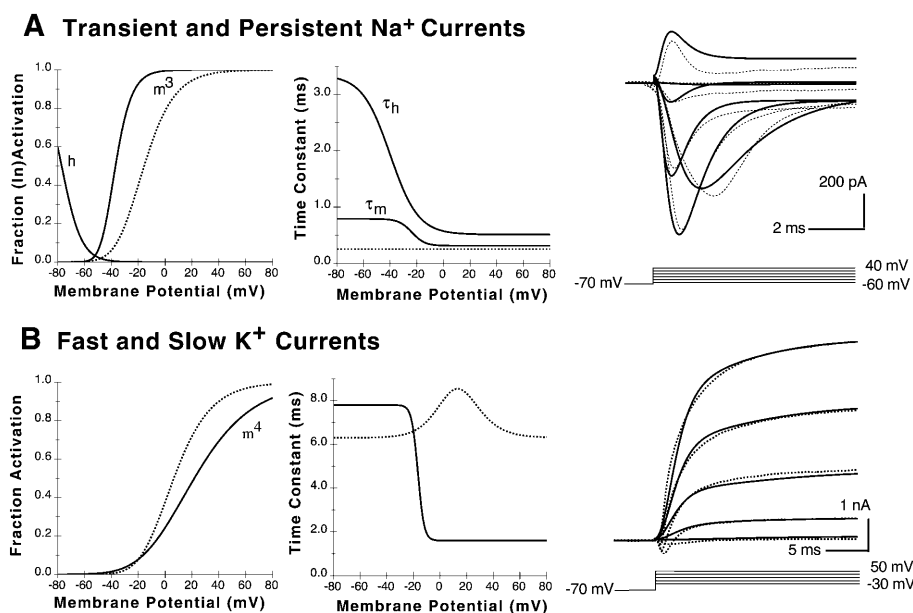 A Transient and Persistent Na+ Currents
Fraction (In)Activation
1.0
0.8
0.6
0.4
0.2
0.0
h
m3
-80 -60 -40 -20 0 20 40 60 80
Membrane Potential (mV)
Time Constant (ms)
3.0
2.0
1.0
0.0
τh
τm
-80 -60 -40 -20 0 20 40 60 80
Membrane Potential (mV)
200 pA
2 ms
-70 mV
40 mV
-60 mV
B Fast and Slow K+ Currents
Fraction Activation
1.0
0.8
0.6
0.4
0.2
0.0
m4
-80 -60 -40 -20 0 20 40 60 80
Membrane Potential (mV)
Time Constant (ms)
8.0
6.0
4.0
2.0
0.0
-80 -60 -40 -20 0 20 40 60 80
Membrane Potential (mV)
1 nA
5 ms
-70 mV
50 mV
-30 mV